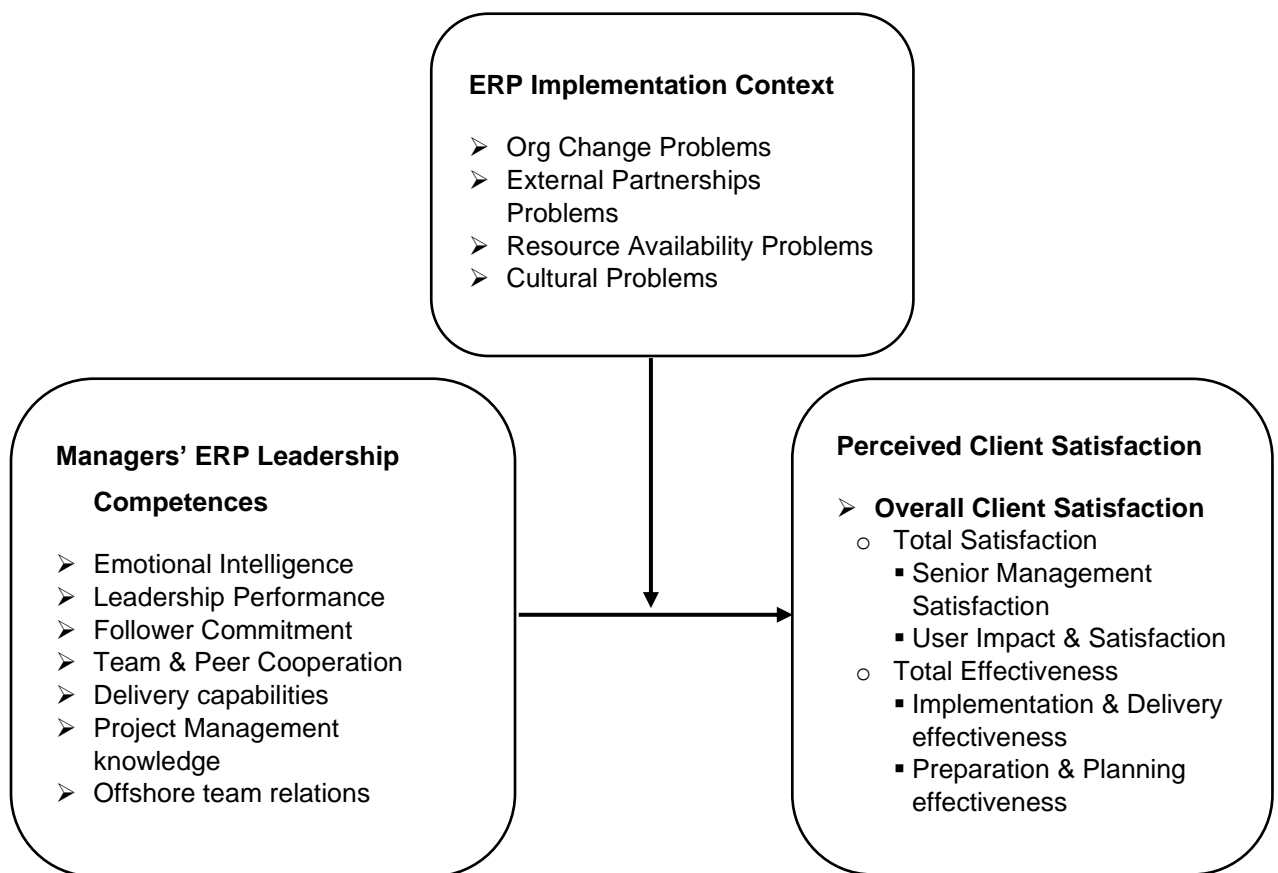 ERP Implementation Context
➢ Org Change Problems
➢ External Partnerships
Problems
➢ Resource Availability Problems
➢ Cultural Problems
Managers’ ERP Leadership
Competences
➢ Emotional Intelligence
➢ Leadership Performance
➢ Follower Commitment
➢ Team & Peer Cooperation
➢ Delivery capabilities
➢ Project Management
knowledge
➢ Offshore team relations
Perceived Client Satisfaction
➢ Overall Client Satisfaction
o Total Satisfaction
▪ Senior Management
Satisfaction
▪ User Impact & Satisfaction
o Total Effectiveness
▪ Implementation & Delivery
effectiveness
▪ Preparation & Planning
effectiveness